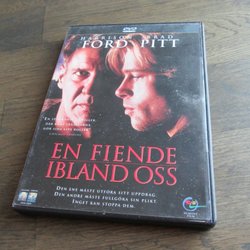 DVD
HARRISON BRAD
FORD PITT
EN FIENDE
IBLAND OSS
DEN ENE MÅSTE UTFÖRA SITT UPPDRAG.
DEN ANDRE MÅSTE FULLGÖRA SIN PLIKT.
INGET KAN STOPPA DEM.